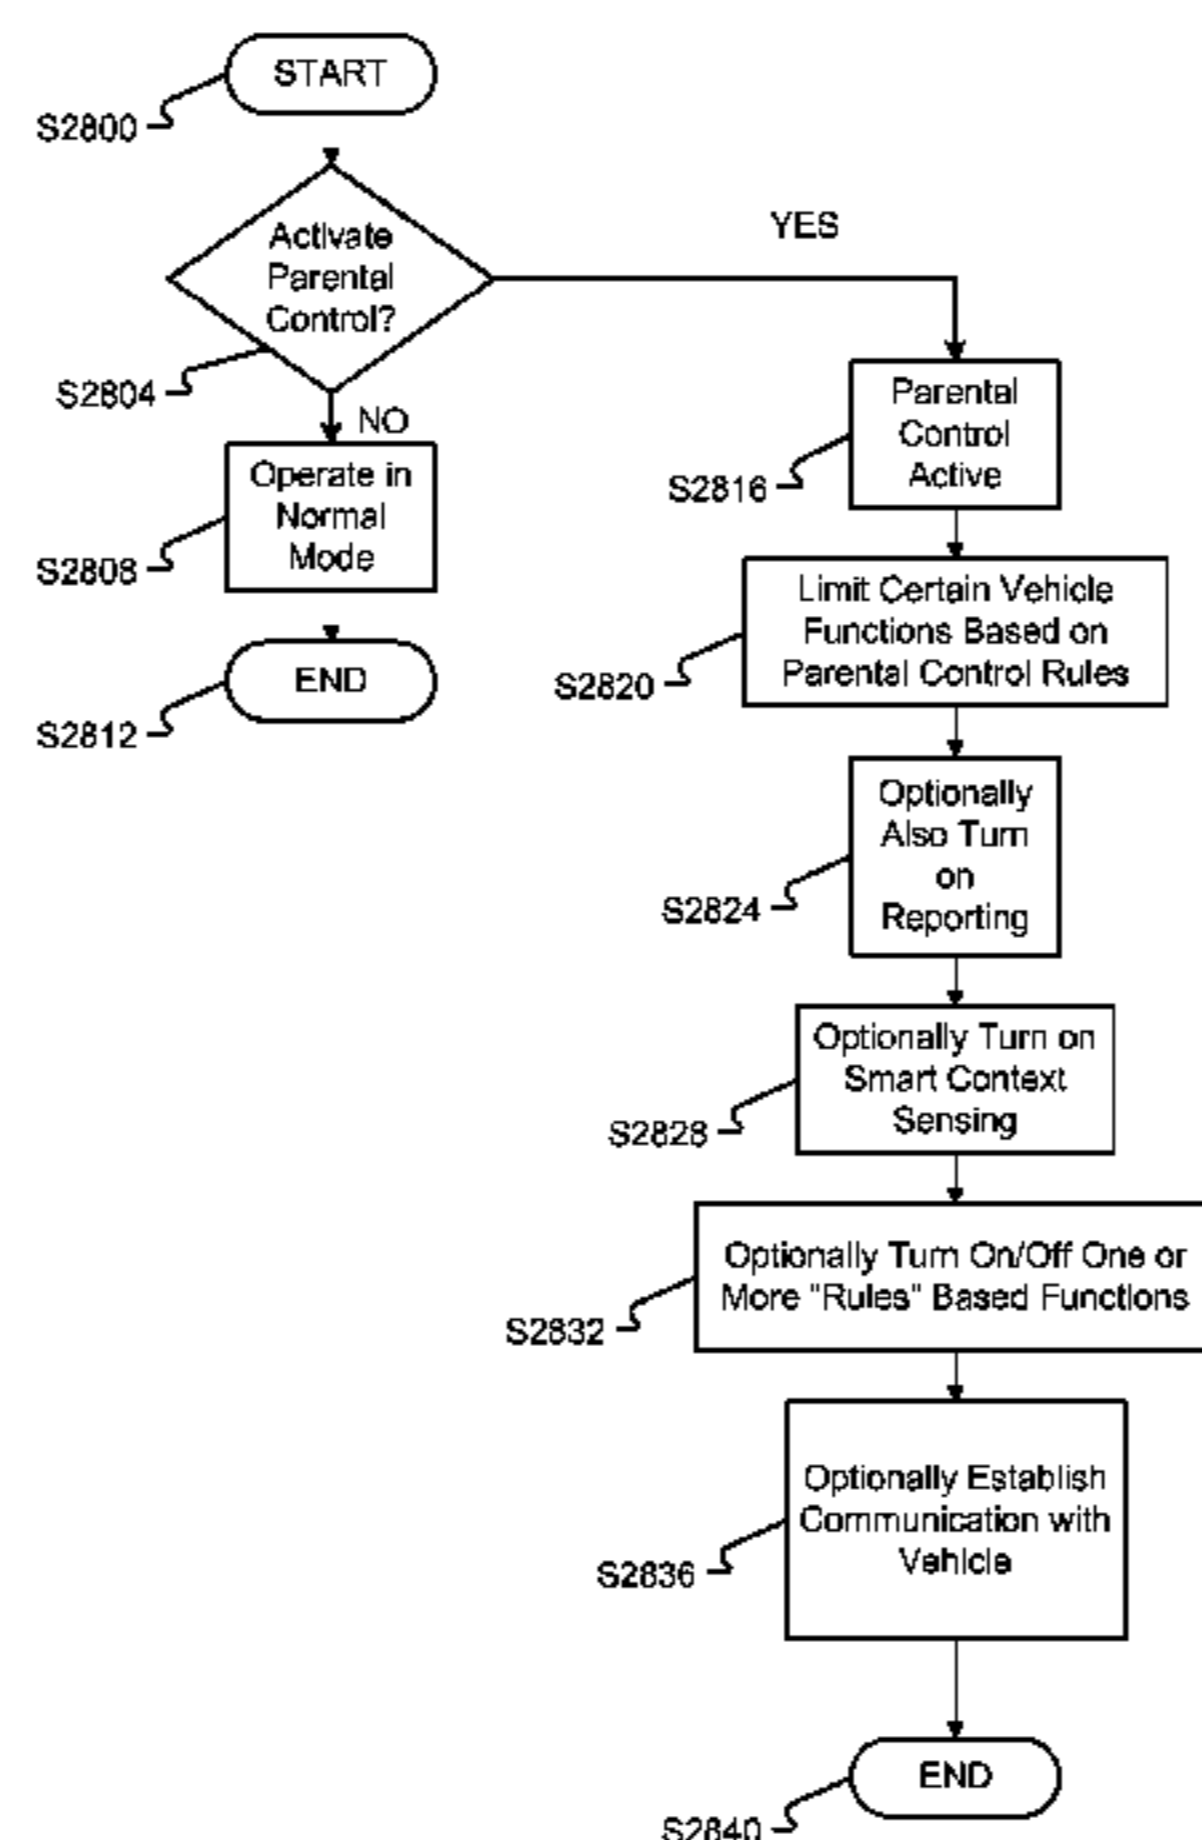 START
S2800
Activate
Parental
Control?
S2804
YES
NO
Operate in
Normal
Mode
S2808
END
S2812
Parental
Control
Active
S2816
Limit Certain Vehicle
Functions Based on
Parental Control Rules
S2820
Optionally
Also Turn
on
Reporting
S2824
Optionally Turn on
Smart Context
Sensing
S2828
Optionally Turn On/Off One or
More "Rules" Based Functions
S2832
Optionally Establish
Communication with
Vehicle
S2836
END
S2840